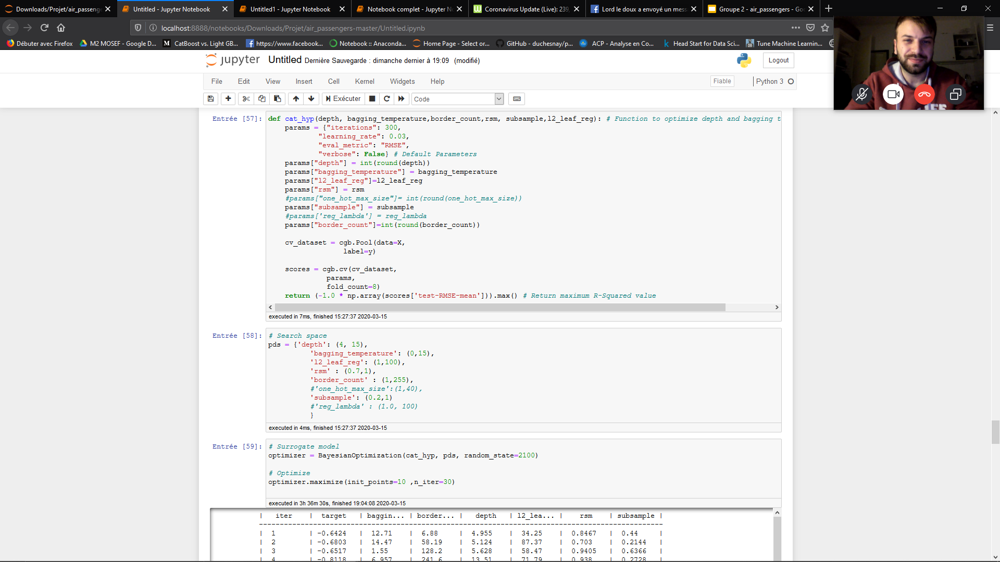 Downloads/Projet/air_passenge
Untitled - Jupyter Notebook
Untitled1 - Jupyter Notebook
Notebook complet - Jupyter N
Coronavirus Update (Live): 239,
Lord le doux a envoyé un mess
Groupe 2 - air_passengers - Go
localhost:8888/notebooks/Downloads/Projet/air_passengers-master/Untitled.ipynb
Débuter avec Firefox
M2 MOSEF - Google D...
CatBoost vs. Light GB...
https://www.facebook...
Notebook :: Anaconda...
Home Page - Select or...
GitHub - duchesnay/p...
ACP - Analyse en Co...
Head Start for Data Sci...
Tune Machine Learnin...
jupyter Untitled Dernière Sauvegarde : dimanche dernier à 19:09 (modifié)
Logout
File Edit View Insert Cell Kernel Widgets Help
Fiable
Python 3
Exécuter
Code
Entrée [57]:
def cat_hyp(depth, bagging_temperature,border_count,rsm, subsample,l2_leaf_reg): # Function to optimize depth and bagging t
params = {"iterations": 300,
"learning_rate": 0.03,
"eval_metric": "RMSE",
"verbose": False} # Default Parameters
params["depth"] = int(round(depth))
params["bagging_temperature"] = bagging_temperature
params["l2_leaf_reg"]=l2_leaf_reg
params["rsm"] = rsm
#params["one_hot_max_size"]= int(round(one_hot_max_size))
params["subsample"] = subsample
#params['reg_lambda'] = reg_lambda
params["border_count"]=int(round(border_count))
cv_dataset = cgb.Pool(data=X,
label=y)
scores = cgb.cv(cv_dataset,
params,
fold_count=8)
return (-1.0 * np.array(scores['test-RMSE-mean'])).max() # Return maximum R-Squared value
executed in 7ms, finished 15:27:37 2020-03-15
Entrée [58]:
# Search space
pds = {'depth': (4, 15),
'bagging_temperature': (0,15),
'l2_leaf_reg': (1,100),
'rsm' : (0.7,1),
'border_count' : (1,255),
#'one_hot_max_size':(1,40),
'subsample': (0.2,1)
#'reg_lambda' : (1.0, 100)
}
executed in 4ms, finished 15:27:37 2020-03-15
Entrée [59]:
# Surrogate model
optimizer = BayesianOptimization(cat_hyp, pds, random_state=2100)
# Optimize
optimizer.maximize(init_points=10 ,n_iter=30)
executed in 3h 36m 30s, finished 19:04:08 2020-03-15
| iter | target | baggin... | border... | depth | l2_lea... | rsm | subsample |
-------------------------------------------------------------------------------------------------
| 1 | -0.6424 | 12.71 | 6.88 | 4.955 | 34.25 | 0.8467 | 0.44 |
| 2 | -0.6803 | 14.47 | 58.19 | 5.124 | 87.37 | 0.703 | 0.2144 |
| 3 | -0.6517 | 1.55 | 128.2 | 5.628 | 58.47 | 0.9405 | 0.6366 |
| 4 | -0.8118 | 6.957 | 241.6 | 13.51 | 71.79 | 0.938 | 0.2728 |